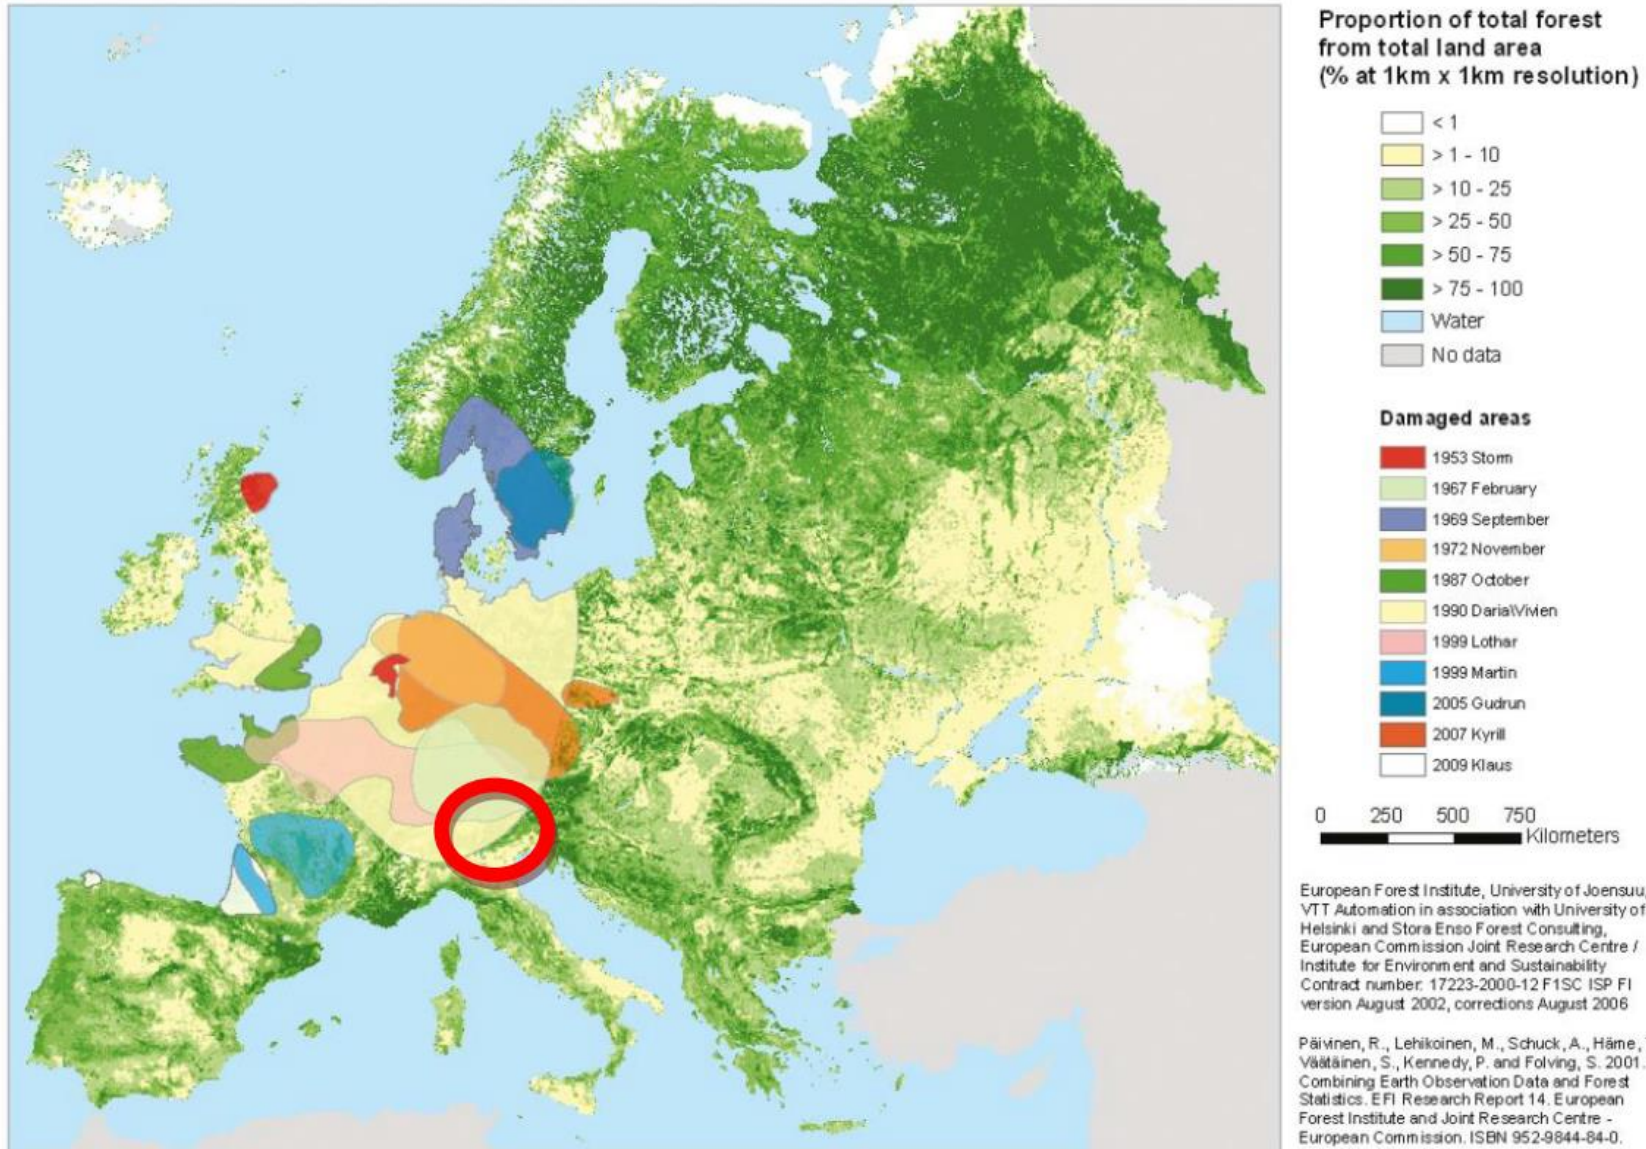 Proportion of total forest
from total land area
(% at 1km x 1km resolution)
< 1
> 1 - 10
> 10 - 25
> 25 - 50
> 50 - 75
> 75 - 100
Water
No data
Damaged areas
1953 Storm
1967 February
1969 September
1972 November
1987 October
1990 Daria\Vivien
1999 Lothar
1999 Martin
2005 Gudrun
2007 Kyrill
2009 Klaus
0 250 500 750
Kilometers
European Forest Institute, University of Joensuu,
VTT Automation in association with University of
Helsinki and Stora Enso Forest Consulting,
European Commission Joint Research Centre /
Institute for Environment and Sustainability
Contract number: 17223-2000-12 F1SC ISP FI
version August 2002, corrections August 2006
Päivinen, R., Lehikoinen, M., Schuck, A., Häme,
Väätäinen, S., Kennedy, P. and Folving, S. 2001.
Combining Earth Observation Data and Forest
Statistics. EFI Research Report 14. European
Forest Institute and Joint Research Centre -
European Commission. ISBN 952-9844-84-0.